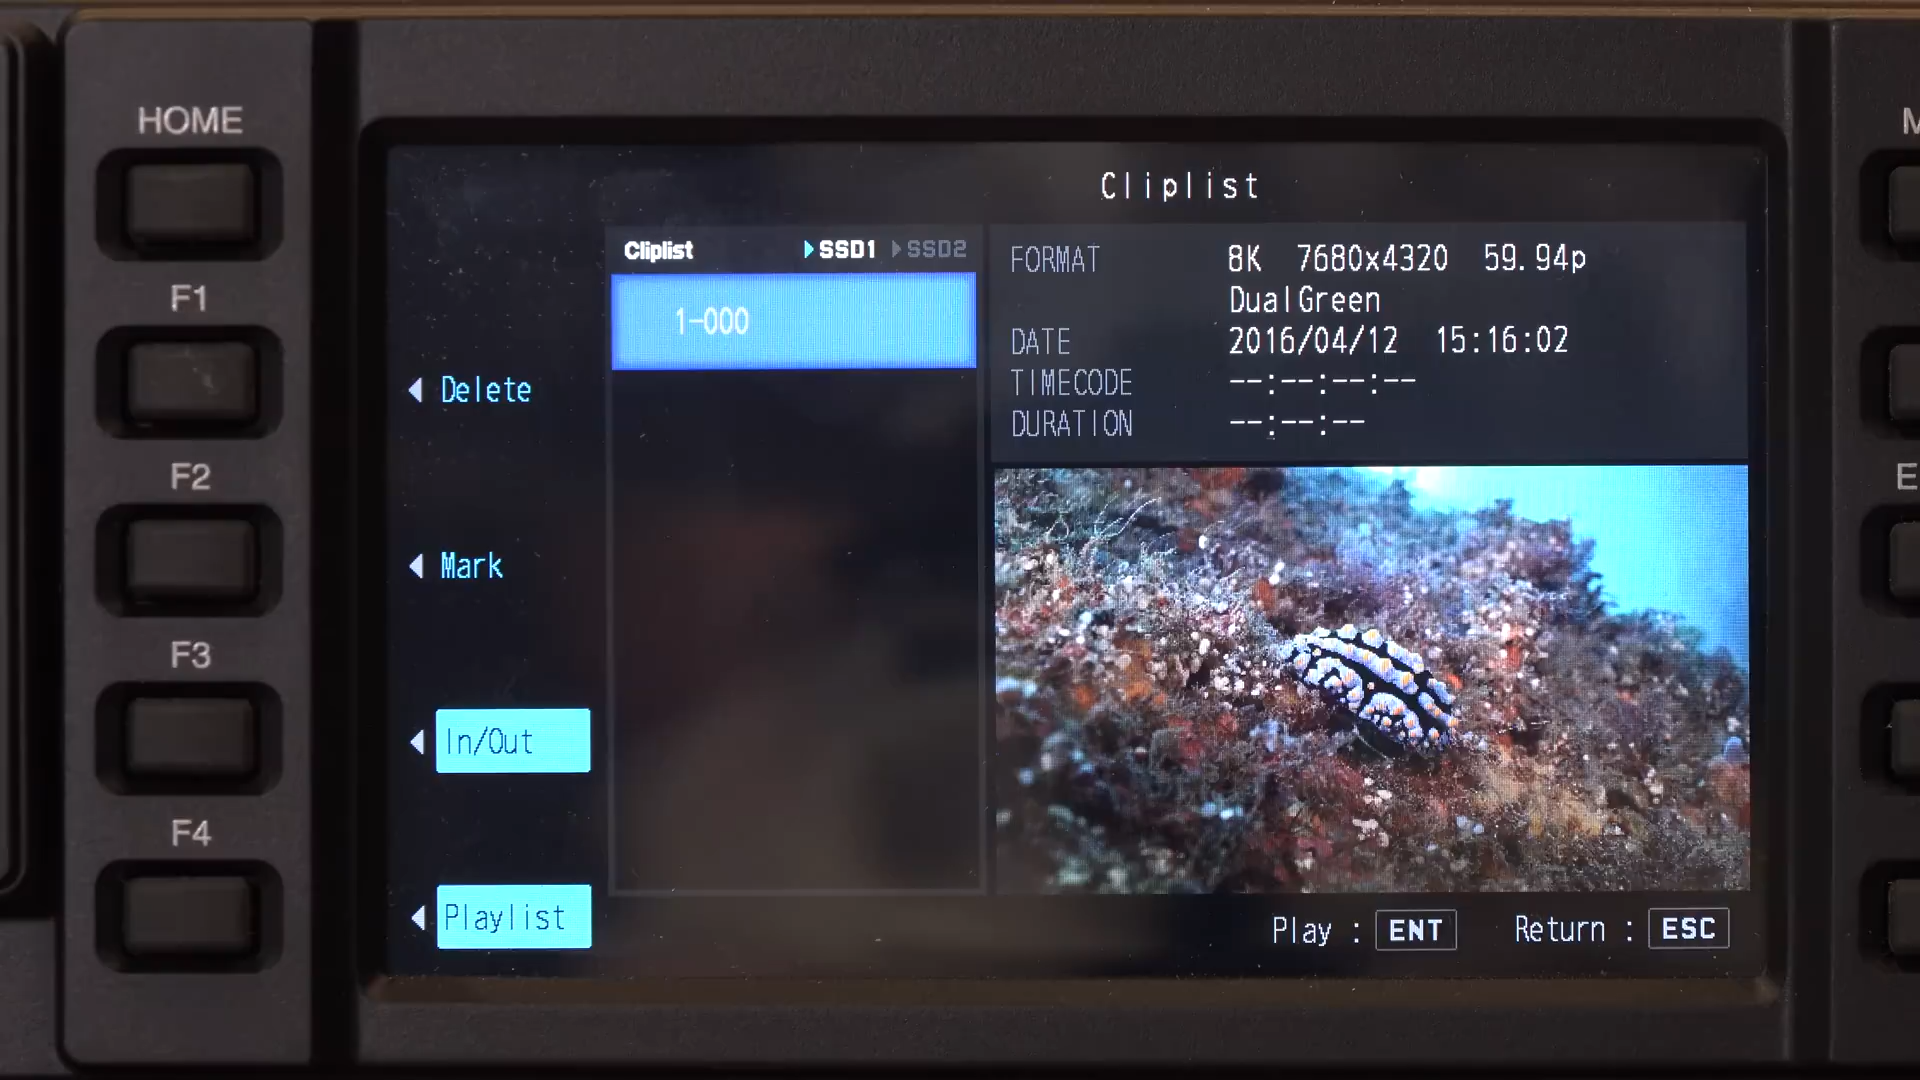 HOME
F1
F2
F3
F4
Cliplist
Cliplist SSD1 SSD2
1-000
Delete
Mark
In/Out
Playlist
FORMAT 8K 7680x4320 59.94p
DualGreen
DATE 2016/04/12 15:16:02
TIMECODE --:--:--:--
DURATION --:--:--
Play : ENT Return : ESC